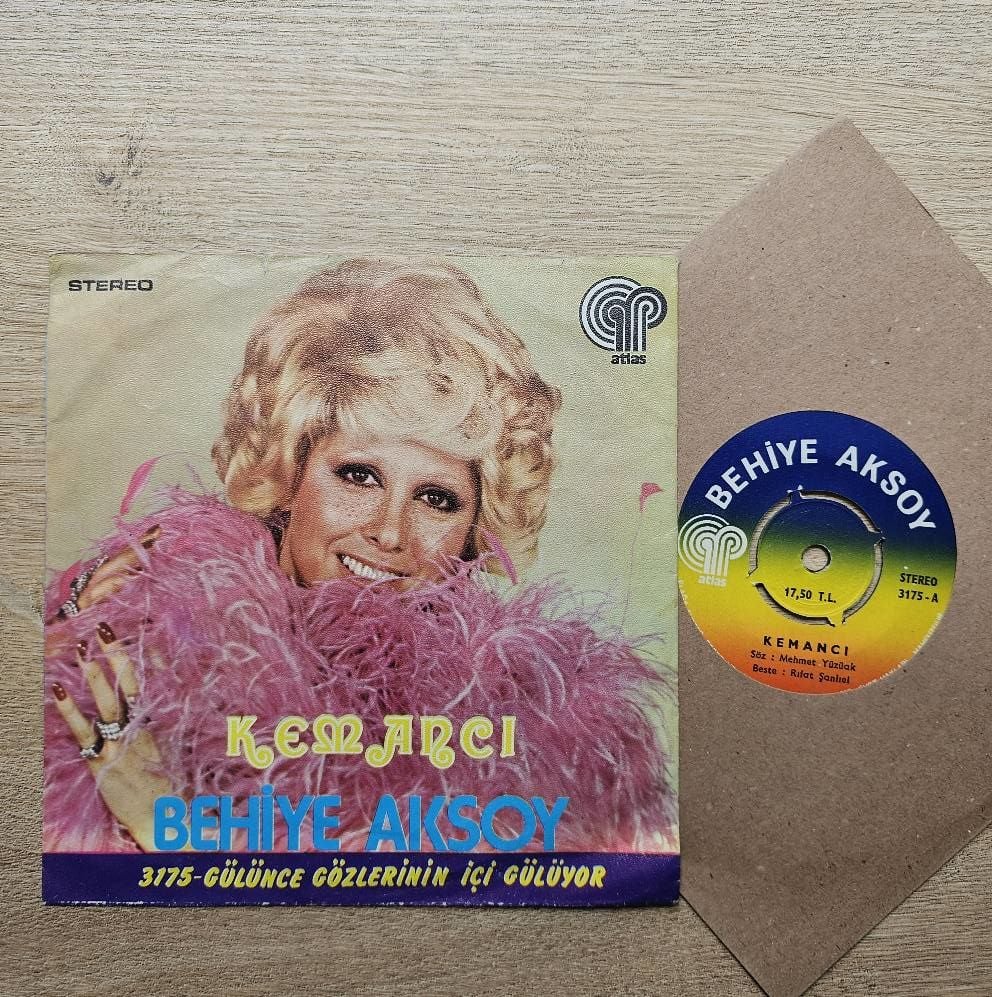 STEREO
atlas
KEMANCI
BEHİYE AKSOY
3175-GÜLÜNCE GÖZLERİNİN İÇİ GÜLÜYOR
BEHİYE AKSOY
atlas
STEREO
3175-A
17,50 T.L.
KEMANCI
Söz : Mehmet Yüzüak
Beste : Rıfat Şanlıel